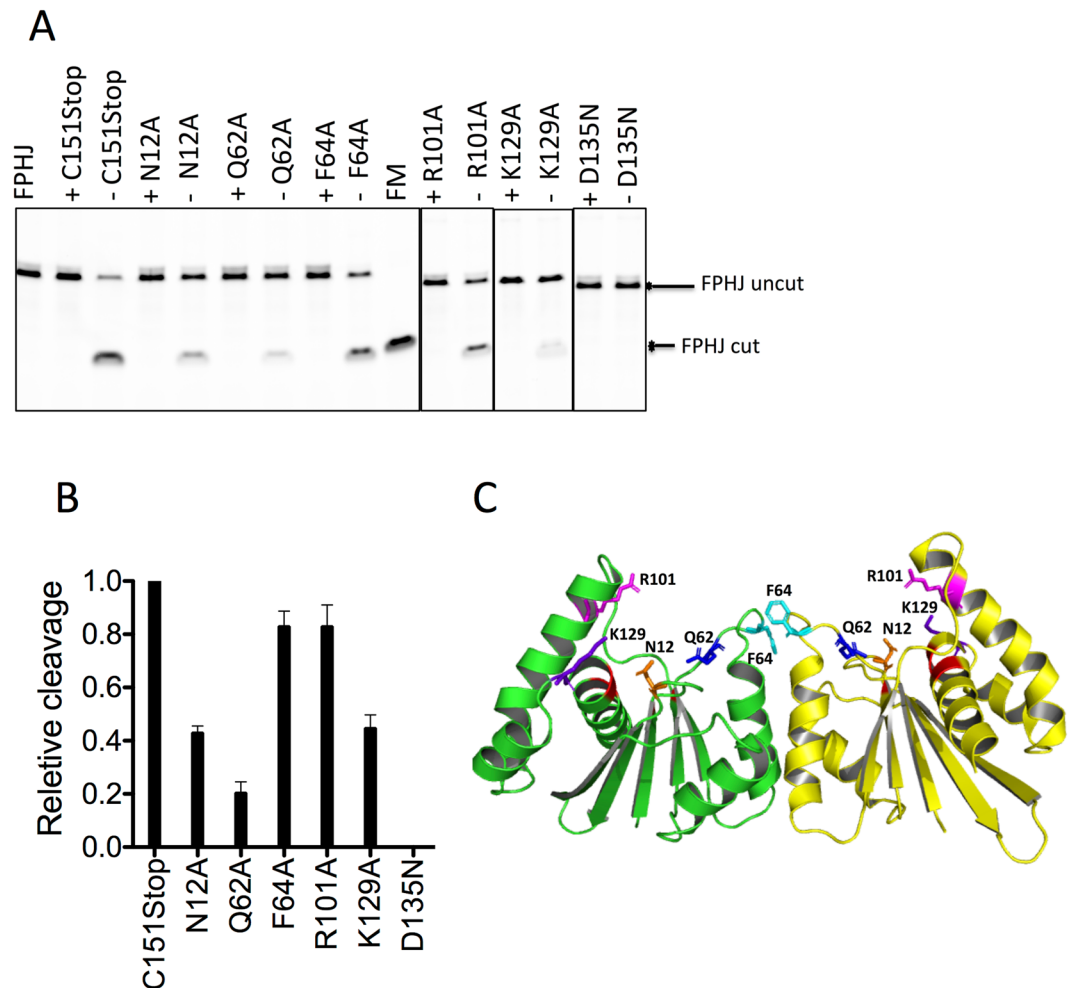 A
FPHJ
+ C151Stop
- C151Stop
+ N12A
- N12A
+ Q62A
- Q62A
+ F64A
- F64A
FM
+ R101A
- R101A
+ K129A
- K129A
+ D135N
- D135N
FPHJ uncut
FPHJ cut
B
Reletive cleavage
1.0
0.8
0.6
0.4
0.2
0.0
C151Stop
N12A
Q62A
F64A
R101A
K129A
D135N
C
R101
K129
N12
Q62
F64
F64
Q62
N12
R101
K129